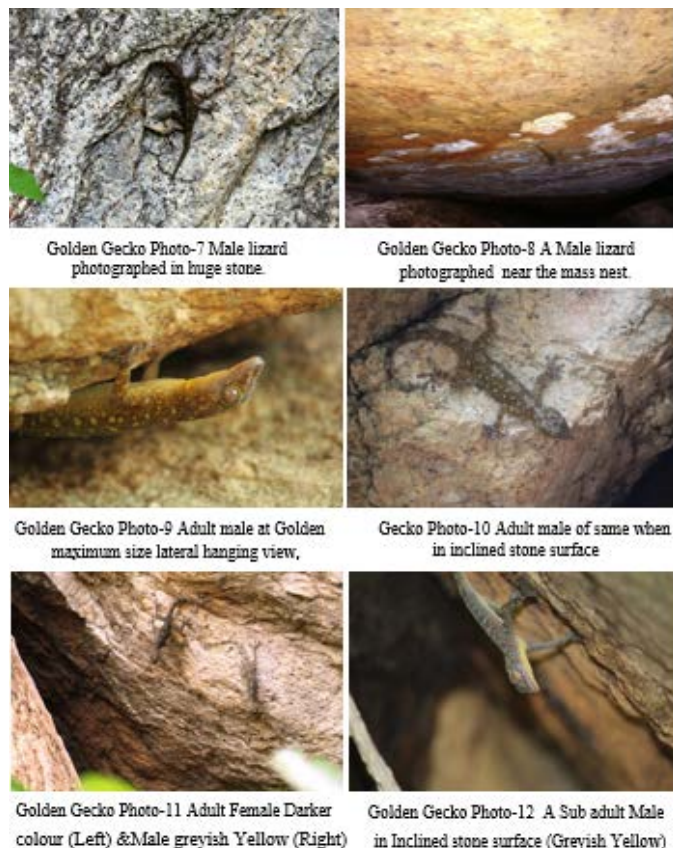 Golden Gecko Photo-7 Male lizard
photographed in huge stone.
Golden Gecko Photo-8 A Male lizard
photographed near the mass nest.
Golden Gecko Photo-9 Adult male at Golden
maximum size lateral hanging view,
Gecko Photo-10 Adult male of same when
in inclined stone surface
Golden Gecko Photo-11 Adult Female Darker
colour (Left) &Male greyish Yellow (Right)
Golden Gecko Photo-12 A Sub adult Male
in Inclined stone surface (Greyish Yellow)